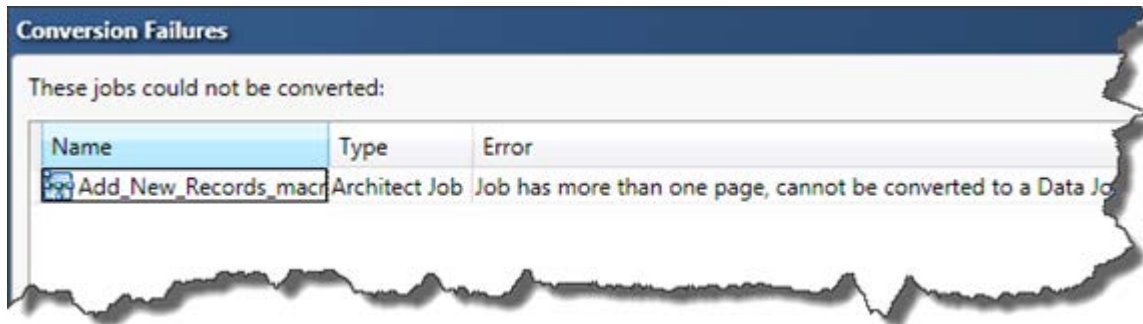 Conversion Failures
These jobs could not be converted:
Name Type Error
Add_New_Records_macr Architect Job Job has more than one page, cannot be converted to a Data Jo